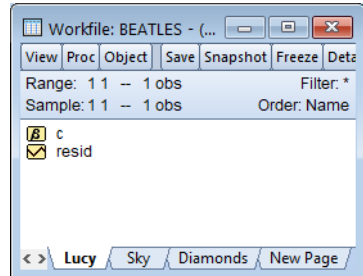 Workfile: BEATLES - (...
View Proc Object Save Snapshot Freeze Deta
Range: 1 1 -- 1 obs Filter: *
Sample: 1 1 -- 1 obs Order: Name
β c
resid
< > Lucy Sky Diamonds New Page